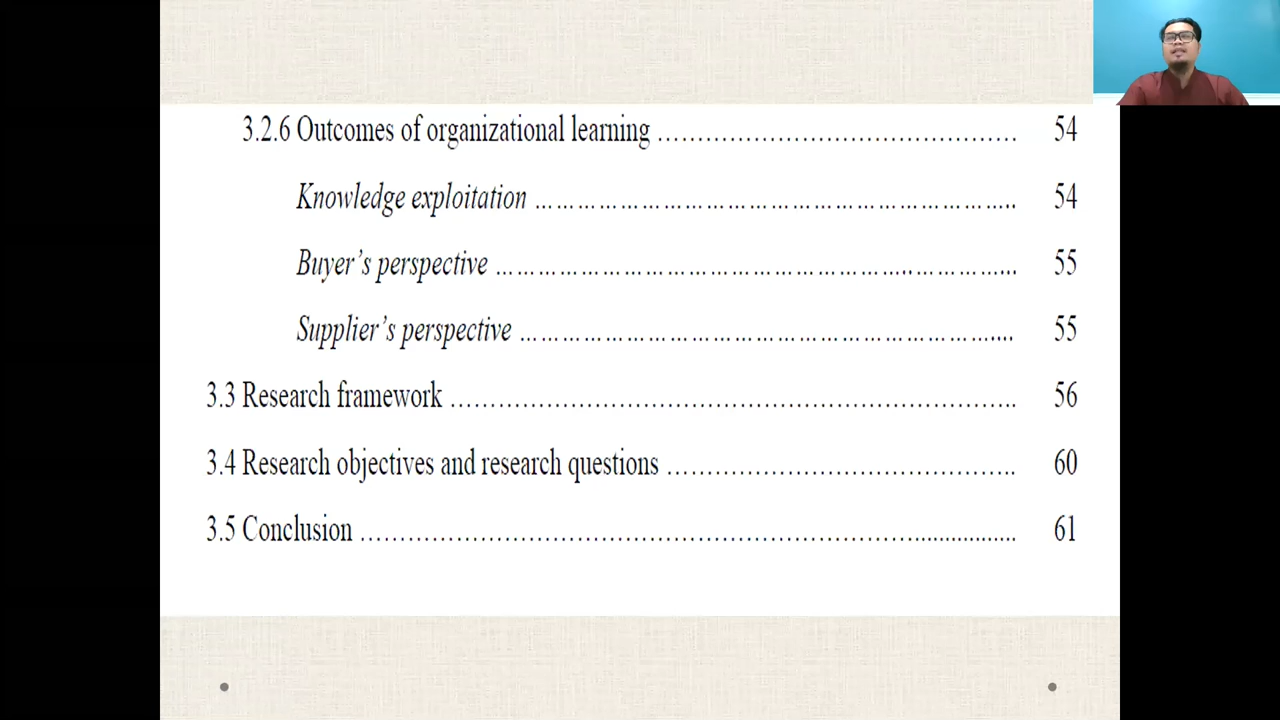 3.2.6 Outcomes of organizational learning ………………………………………… 54
Knowledge exploitation ………………………………………………………….. 54
Buyer’s perspective …………………………………………………..………….. 55
Supplier’s perspective ………………………………………………………….... 55
3.3 Research framework …………………………………………………………….. 56
3.4 Research objectives and research questions …………………………………….. 60
3.5 Conclusion ……………………………………………………………................. 61